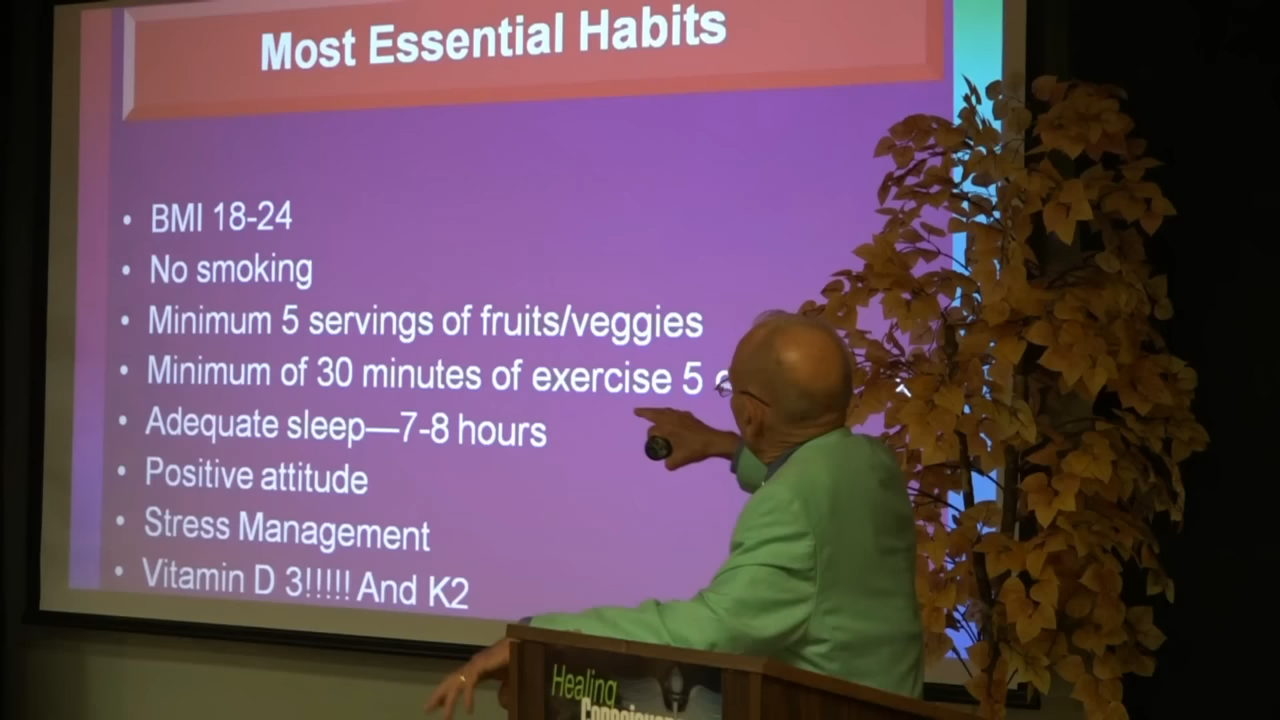 Most Essential Habits
• BMI 18-24
• No smoking
• Minimum 5 servings of fruits/veggies
• Minimum of 30 minutes of exercise 5
• Adequate sleep—7-8 hours
• Positive attitude
• Stress Management
• Vitamin D 3!!!!! And K2
Healing